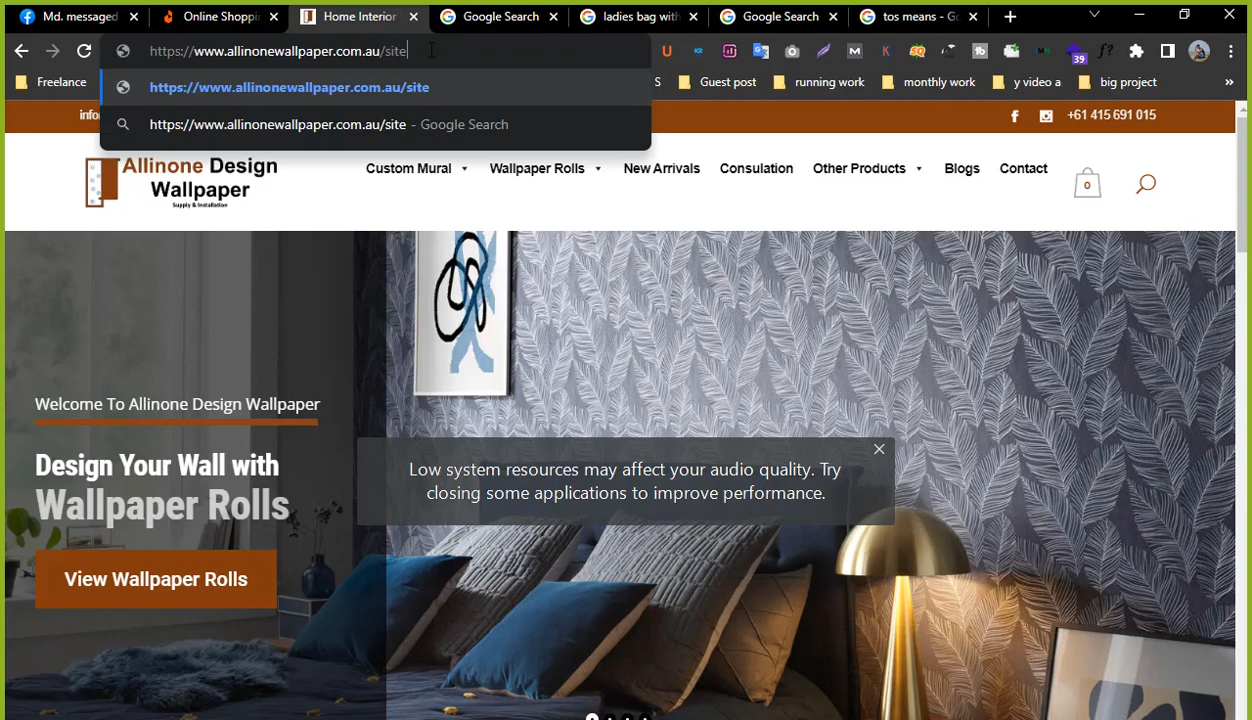 Md. messaged
Online Shoppi
Home Interior
Google Search
ladies bag with
Google Search
tos means - Go
https://www.allinonewallpaper.com.au/site
39
Freelance
S
Guest post
running work
monthly work
y video a
big project
»
https://www.allinonewallpaper.com.au/site
https://www.allinonewallpaper.com.au/site - Google Search
info
+61 415 691 015
Allinone Design
Wallpaper
Supply & Installation
Custom Mural
Wallpaper Rolls
New Arrivals
Consulation
Other Products
Blogs
Contact
0
Welcome To Allinone Design Wallpaper
Design Your Wall with
Wallpaper Rolls
View Wallpaper Rolls
Low system resources may affect your audio quality. Try
closing some applications to improve performance.